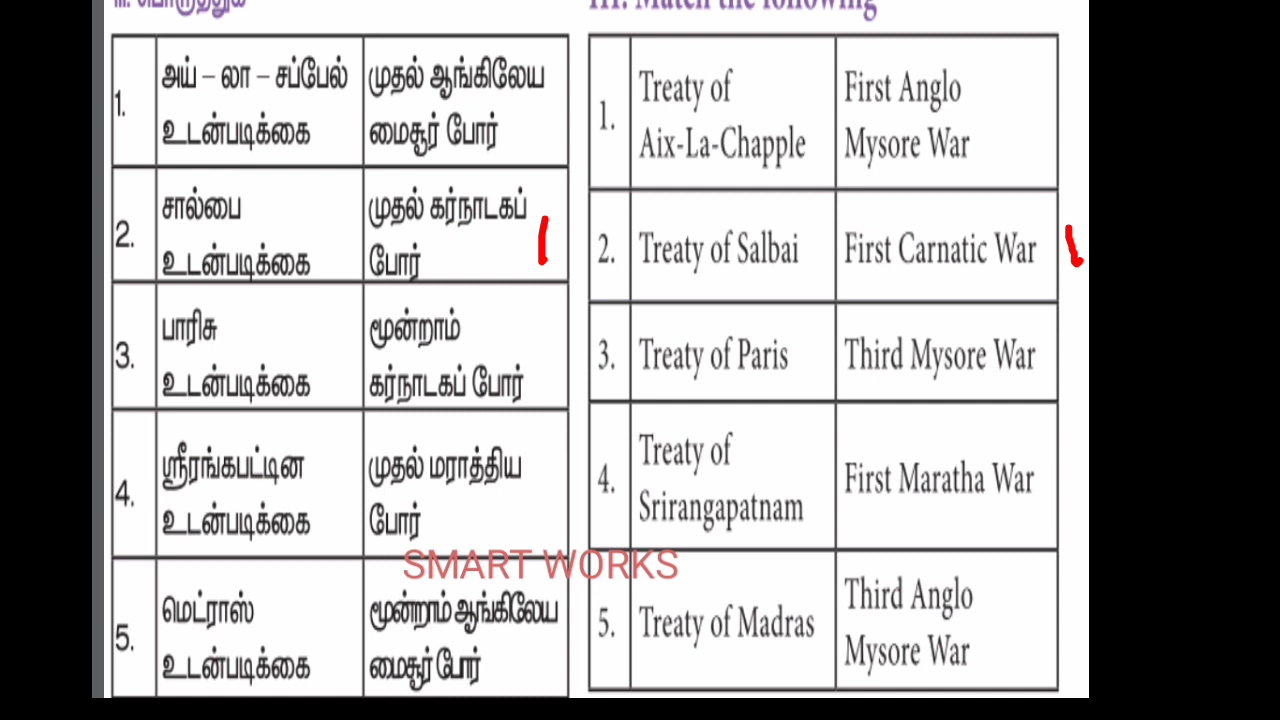 III. பொருத்துக
1.
அய் – லா – சப்பேல்
உடன்படிக்கை
முதல் ஆங்கிலேய
மைசூர் போர்
2.
சால்பை
உடன்படிக்கை
முதல் கர்நாடகப்
போர்
3.
பாரிசு
உடன்படிக்கை
மூன்றாம்
கர்நாடகப் போர்
4.
ஸ்ரீரங்கபட்டின
உடன்படிக்கை
முதல் மராத்திய
போர்
5.
மெட்ராஸ்
உடன்படிக்கை
மூன்றாம் ஆங்கிலேய
மைசூர் போர்
III. Match the following
1.
Treaty of
Aix-La-Chapple
First Anglo
Mysore War
2.
Treaty of Salbai
First Carnatic War
3.
Treaty of Paris
Third Mysore War
4.
Treaty of
Srirangapatnam
First Maratha War
5.
Treaty of Madras
Third Anglo
Mysore War
SMART WORKS